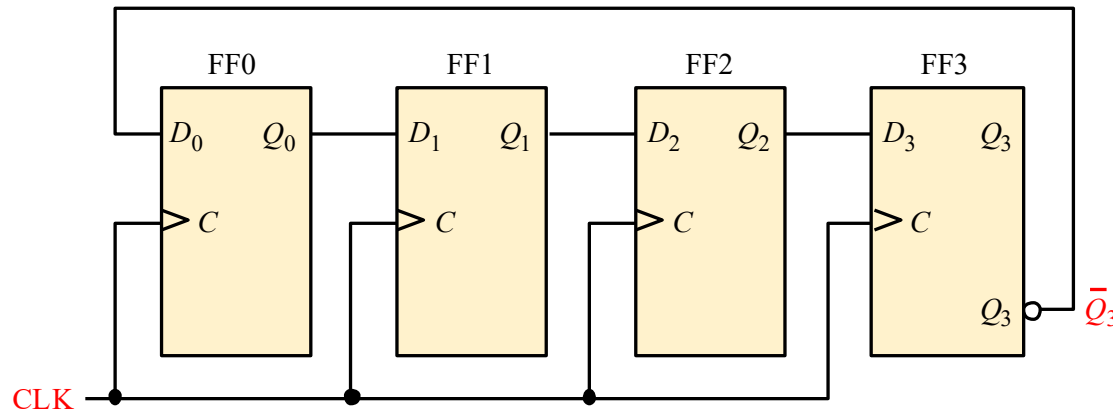 FF0 FF1 FF2 FF3
D₀ Q₀ D₁ Q₁ D₂ Q₂ D₃ Q₃
C C C C
Q₃ Q̅₃
CLK